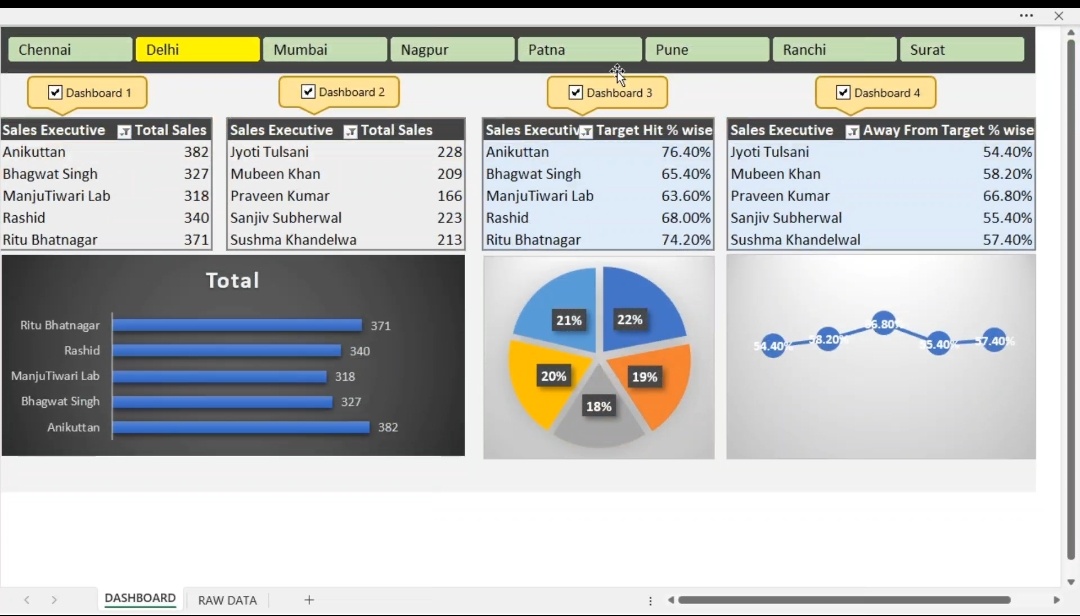 Chennai Delhi Mumbai Nagpur Patna Pune Ranchi Surat
Dashboard 1 Dashboard 2 Dashboard 3 Dashboard 4
Sales Executive Total Sales
Anikuttan 382
Bhagwat Singh 327
ManjuTiwari Lab 318
Rashid 340
Ritu Bhatnagar 371
Sales Executive Total Sales
Jyoti Tulsani 228
Mubeen Khan 209
Praveen Kumar 166
Sanjiv Subherwal 223
Sushma Khandelwa 213
Sales Executiv Target Hit % wise
Anikuttan 76.40%
Bhagwat Singh 65.40%
ManjuTiwari Lab 63.60%
Rashid 68.00%
Ritu Bhatnagar 74.20%
Sales Executive Away From Target % wise
Jyoti Tulsani 54.40%
Mubeen Khan 58.20%
Praveen Kumar 66.80%
Sanjiv Subherwal 55.40%
Sushma Khandelwal 57.40%
Total
Ritu Bhatnagar 371
Rashid 340
ManjuTiwari Lab 318
Bhagwat Singh 327
Anikuttan 382
21% 22%
20% 19%
18%
54.40% 58.20% 66.80% 55.40% 57.40%
DASHBOARD RAW DATA